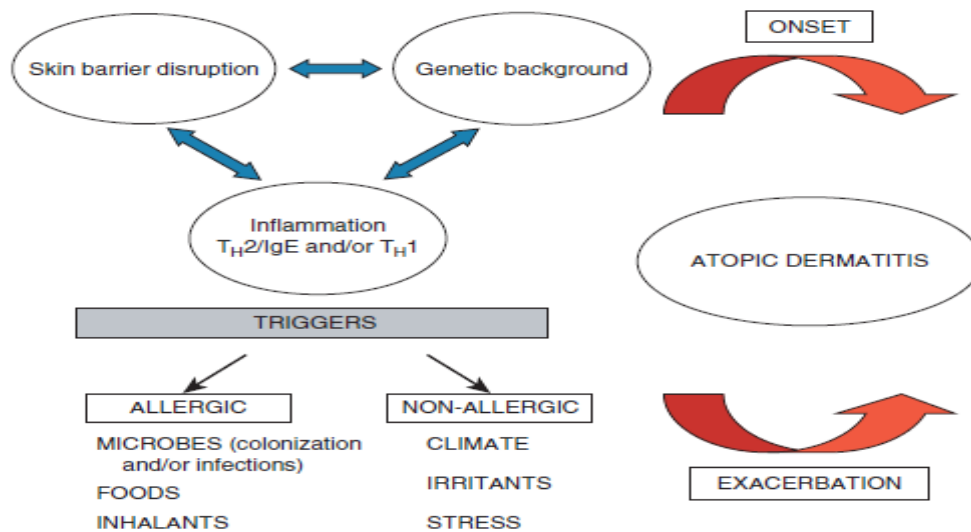 ONSET
Skin barrier disruption
Genetic background
Inflammation
TH2/IgE and/or TH1
ATOPIC DERMATITIS
TRIGGERS
ALLERGIC
NON-ALLERGIC
MICROBES (colonization
and/or infections)
FOODS
INHALANTS
CLIMATE
IRRITANTS
STRESS
EXACERBATION